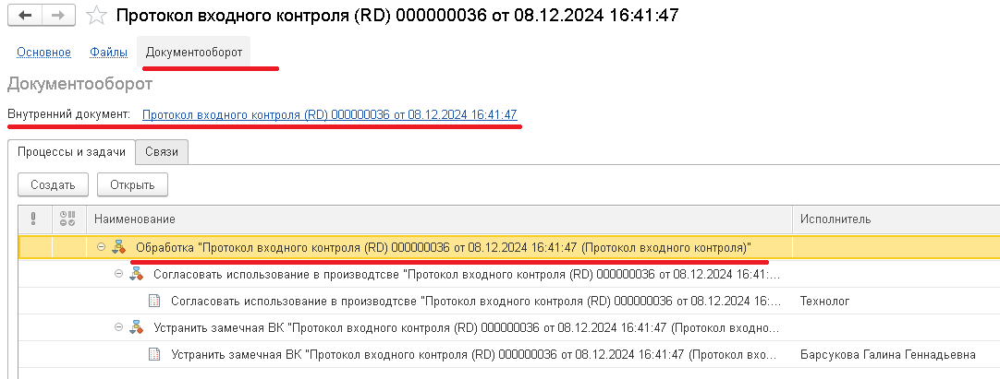 Протокол входного контроля (RD) 000000036 от 08.12.2024 16:41:47
Основное Файлы Документооборот
Документооборот
Внутренний документ: Протокол входного контроля (RD) 000000036 от 08.12.2024 16:41:47
Процессы и задачи Связи
Создать Открыть
Наименование Исполнитель
Обработка "Протокол входного контроля (RD) 000000036 от 08.12.2024 16:41:47 (Протокол входного контроля)"
Согласовать использование в производтсве "Протокол входного контроля (RD) 000000036 от 08.12.2024 16:41:...
Согласовать использование в производтсве "Протокол входного контроля (RD) 000000036 от 08.12.2024 16:... Технолог
Устранить замечная ВК "Протокол входного контроля (RD) 000000036 от 08.12.2024 16:41:47 (Протокол входно...
Устранить замечная ВК "Протокол входного контроля (RD) 000000036 от 08.12.2024 16:41:47 (Протокол вхо... Барсукова Галина Геннадьевна